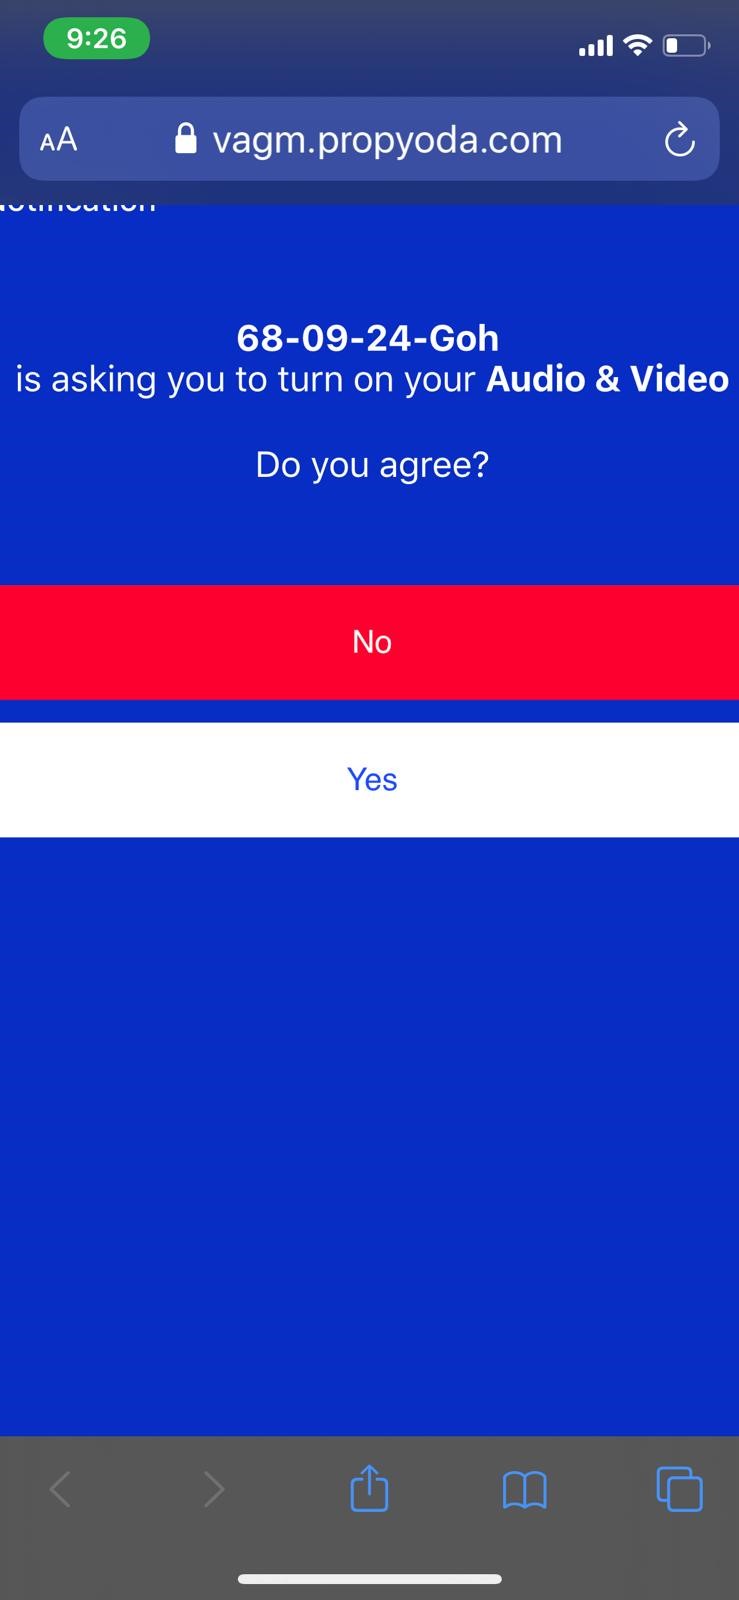 9:26
AA
vagm.propyoda.com
68-09-24-Goh
is asking you to turn on your Audio & Video
Do you agree?
No
Yes